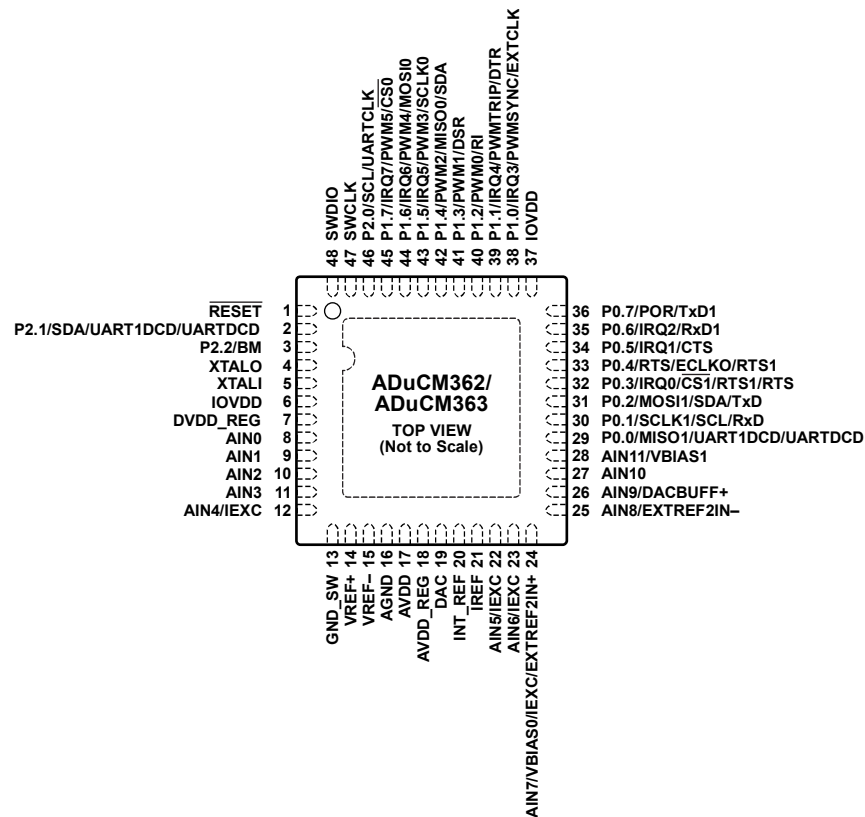 48 SWDIO
47 SWCLK
46 P2.0/SCL/UARTCLK
45 P1.7/IRQ7/PWM5/CS0
44 P1.6/IRQ6/PWM4/MOSI0
43 P1.5/IRQ5/PWM3/SCLK0
42 P1.4/PWM2/MISO0/SDA
41 P1.3/PWM1/DSR
40 P1.2/PWM0/RI
39 P1.1/IRQ4/PWMTRIP/DTR
38 P1.0/IRQ3/PWMSYNC/EXTCLK
37 IOVDD
RESET 1
P2.1/SDA/UART1DCD/UARTDCD 2
P2.2/BM 3
XTALO 4
XTALI 5
IOVDD 6
DVDD_REG 7
AIN0 8
AIN1 9
AIN2 10
AIN3 11
AIN4/IEXC 12
ADuCM362/
ADuCM363
TOP VIEW
(Not to Scale)
36 P0.7/POR/TxD1
35 P0.6/IRQ2/RxD1
34 P0.5/IRQ1/CTS
33 P0.4/RTS/ECLKO/RTS1
32 P0.3/IRQ0/CS1/RTS1/RTS
31 P0.2/MOSI1/SDA/TxD
30 P0.1/SCLK1/SCL/RxD
29 P0.0/MISO1/UART1DCD/UARTDCD
28 AIN11/VBIAS1
27 AIN10
26 AIN9/DACBUFF+
25 AIN8/EXTREF2IN–
GND_SW 13
VREF+ 14
VREF– 15
AGND 16
AVDD 17
AVDD_REG 18
DAC 19
INT_REF 20
IREF 21
AIN5/IEXC 22
AIN6/IEXC 23
AIN7/VBIAS0/IEXC/EXTREF2IN+ 24